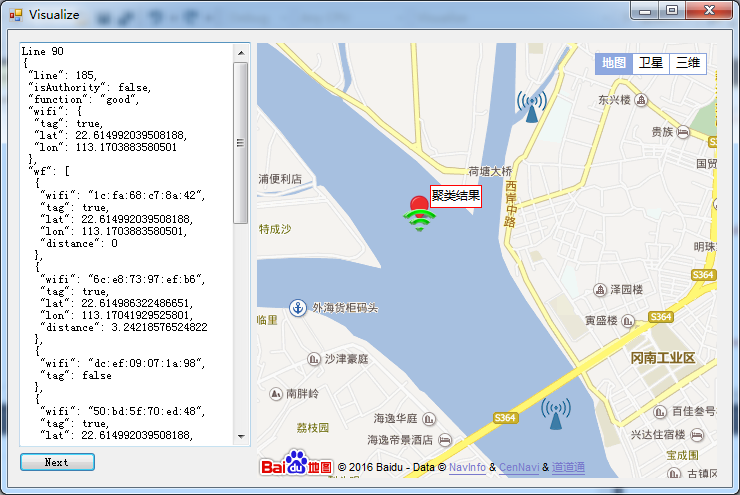 Visualize
Line 90
{
"line": 185,
"isAuthority": false,
"function": "good",
"wifi": {
"tag": true,
"lat": 22.614992039508188,
"lon": 113.1703883580501
},
"wf": [
{
"wifi": "1c:fa:68:c7:8a:42",
"tag": true,
"lat": 22.614992039508188,
"lon": 113.1703883580501,
"distance": 0
},
{
"wifi": "6c:e8:73:97:ef:b6",
"tag": true,
"lat": 22.614986322486651,
"lon": 113.17041929525801,
"distance": 3.24218576524822
},
{
"wifi": "dc:ef:09:07:1a:98",
"tag": false
},
{
"wifi": "50:bd:5f:70:ed:48",
"tag": true,
"lat": 22.614992039508188,
Next
地图 卫星 三维
东兴楼
贵族
国贸
荷塘大桥
浦便利店
聚类结果
西岸中路
特成沙
明珠
S364
泽园楼
外海货柜码头
S364
临里
寅盛楼
沙津豪庭
冈南工业区
南胖岭
百佳叁号
荔枝园
海逸华庭
S364
兴达住宿楼
海逸帝景酒店
宝成围
古镇冈
Bai 地图 © 2016 Baidu - Data © NavInfo & CenNavi & 道道通